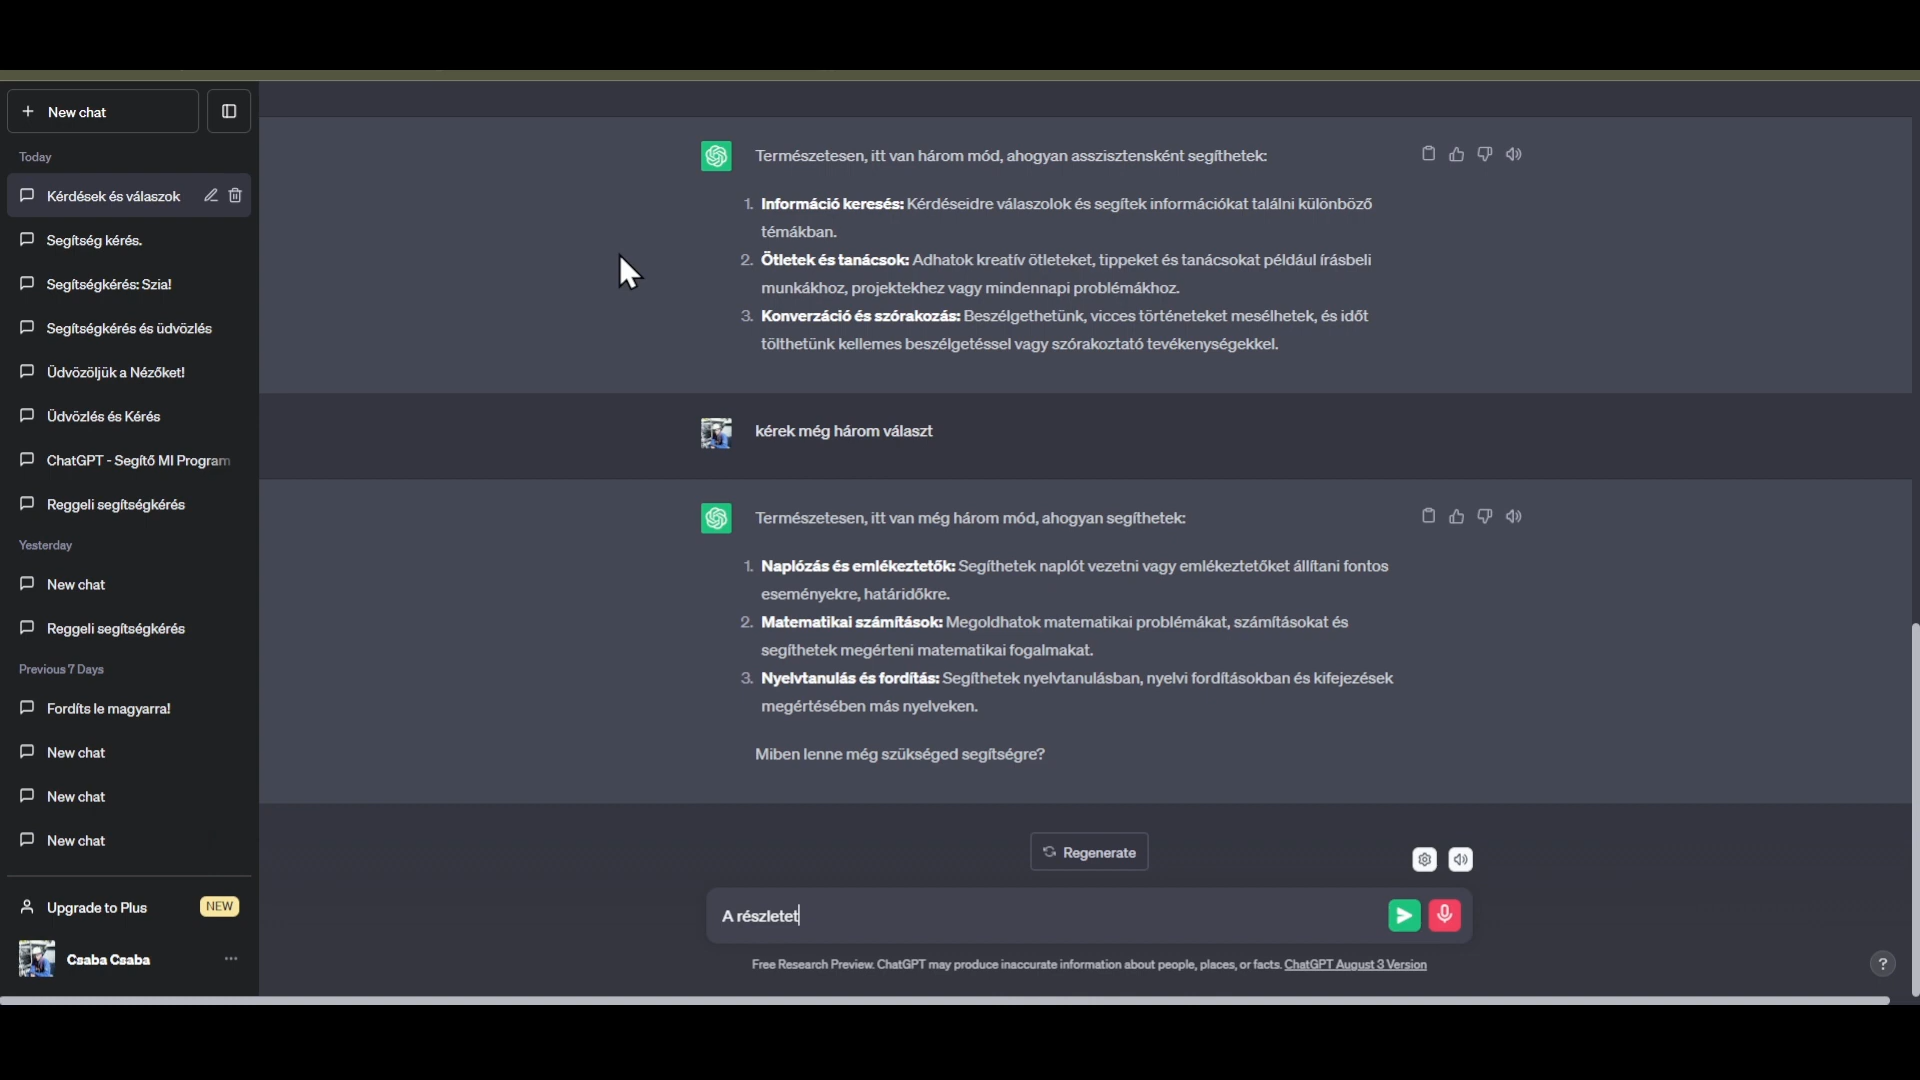 + New chat
Today
Kérdések és válaszok
Segítség kérés.
Segítségkérés: Szia!
Segítségkérés és üdvözlés
Üdvözöljük a Nézőket!
Üdvözlés és Kérés
ChatGPT - Segítő MI Program
Reggeli segítségkérés
Yesterday
New chat
Reggeli segítségkérés
Previous 7 Days
Fordíts le magyarra!
New chat
New chat
New chat
Upgrade to Plus NEW
Csaba Csaba
Természetesen, itt van három mód, ahogyan asszisztensként segíthetek:
1. Információ keresés: Kérdéseidre válaszolok és segítek információkat találni különböző
témákban.
2. Ötletek és tanácsok: Adhatok kreatív ötleteket, tippeket és tanácsokat például írásbeli
munkákhoz, projektekhez vagy mindennapi problémákhoz.
3. Konverzáció és szórakozás: Beszélgethetünk, vicces történeteket mesélhetek, és időt
tölthetünk kellemes beszélgetéssel vagy szórakoztató tevékenységekkel.
kérek még három választ
Természetesen, itt van még három mód, ahogyan segíthetek:
1. Naplózás és emlékeztetők: Segíthetek naplót vezetni vagy emlékeztetőket állítani fontos
eseményekre, határidőkre.
2. Matematikai számítások: Megoldhatok matematikai problémákat, számításokat és
segíthetek megérteni matematikai fogalmakat.
3. Nyelvtanulás és fordítás: Segíthetek nyelvtanulásban, nyelvi fordításokban és kifejezések
megértésében más nyelveken.
Miben lenne még szükséged segítségre?
Regenerate
A részletet
Free Research Preview. ChatGPT may produce inaccurate information about people, places, or facts. ChatGPT August 3 Version
?